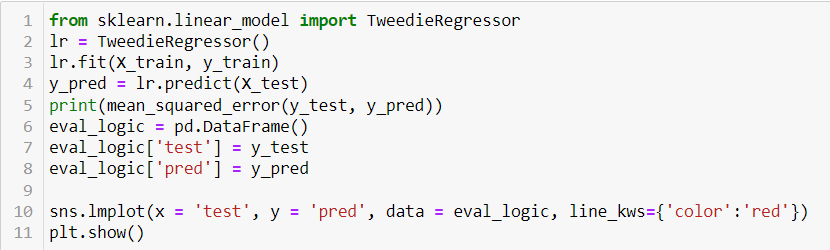 1 from sklearn.linear_model import TweedieRegressor
2 lr = TweedieRegressor()
3 lr.fit(X_train, y_train)
4 y_pred = lr.predict(X_test)
5 print(mean_squared_error(y_test, y_pred))
6 eval_logic = pd.DataFrame()
7 eval_logic['test'] = y_test
8 eval_logic['pred'] = y_pred
9
10 sns.lmplot(x = 'test', y = 'pred', data = eval_logic, line_kws={'color':'red'})
11 plt.show()